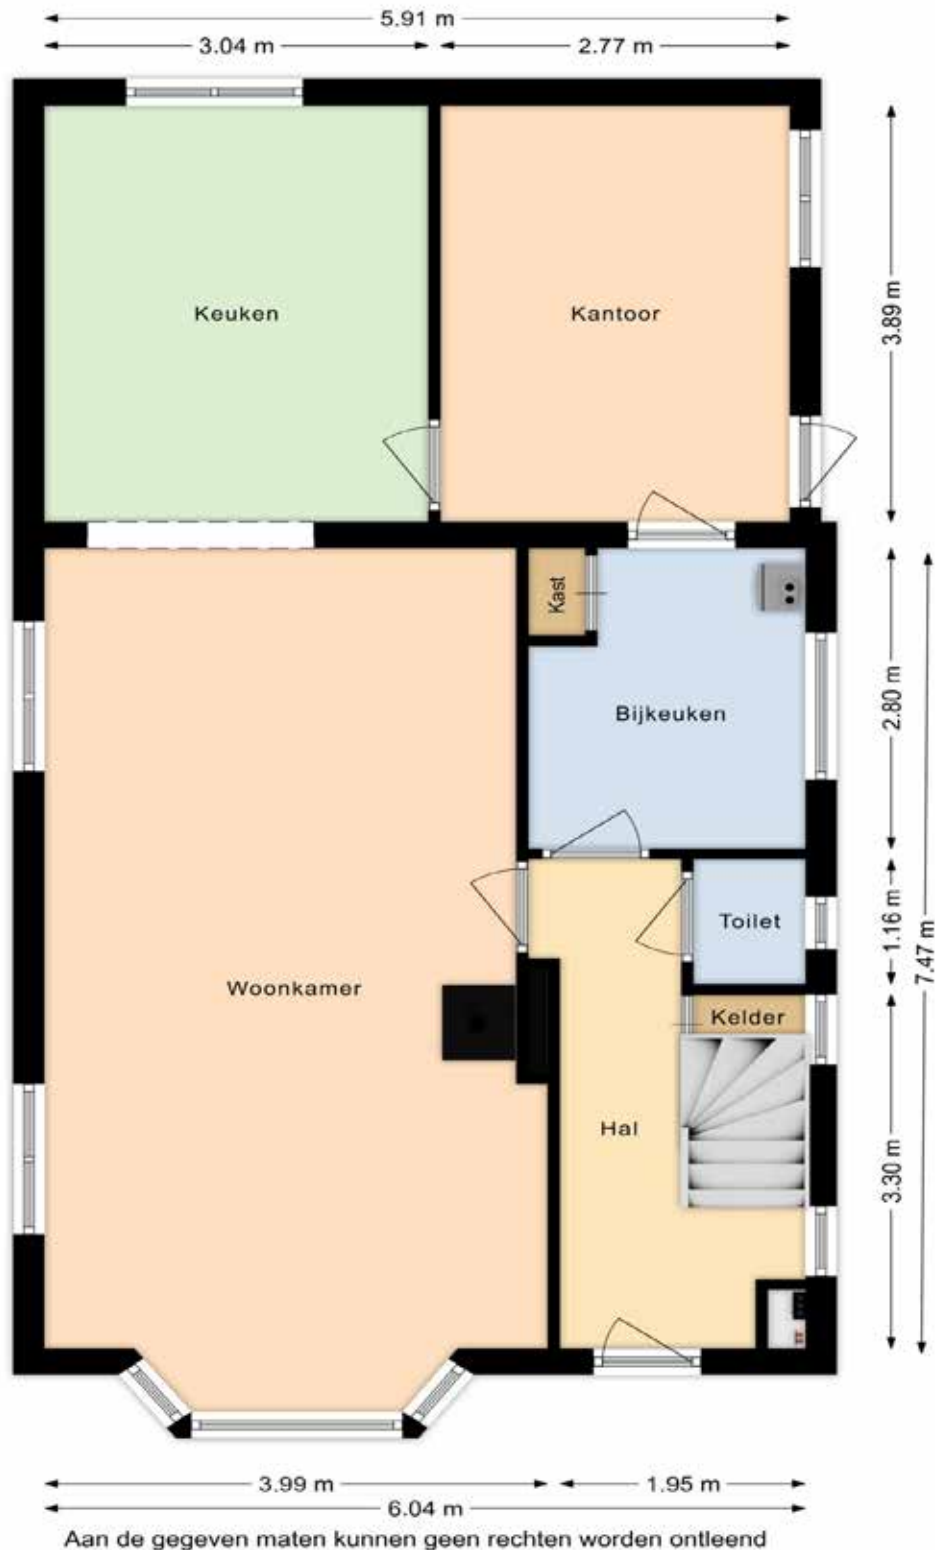 5.91 m
3.04 m
2.77 m
Keuken
Kantoor
3.89 m
Kast
Bijkeuken
2.80 m
Toilet
1.16 m
7.47 m
Woonkamer
Kelder
Hal
3.30 m
3.99 m
1.95 m
6.04 m
Aan de gegeven maten kunnen geen rechten worden ontleend